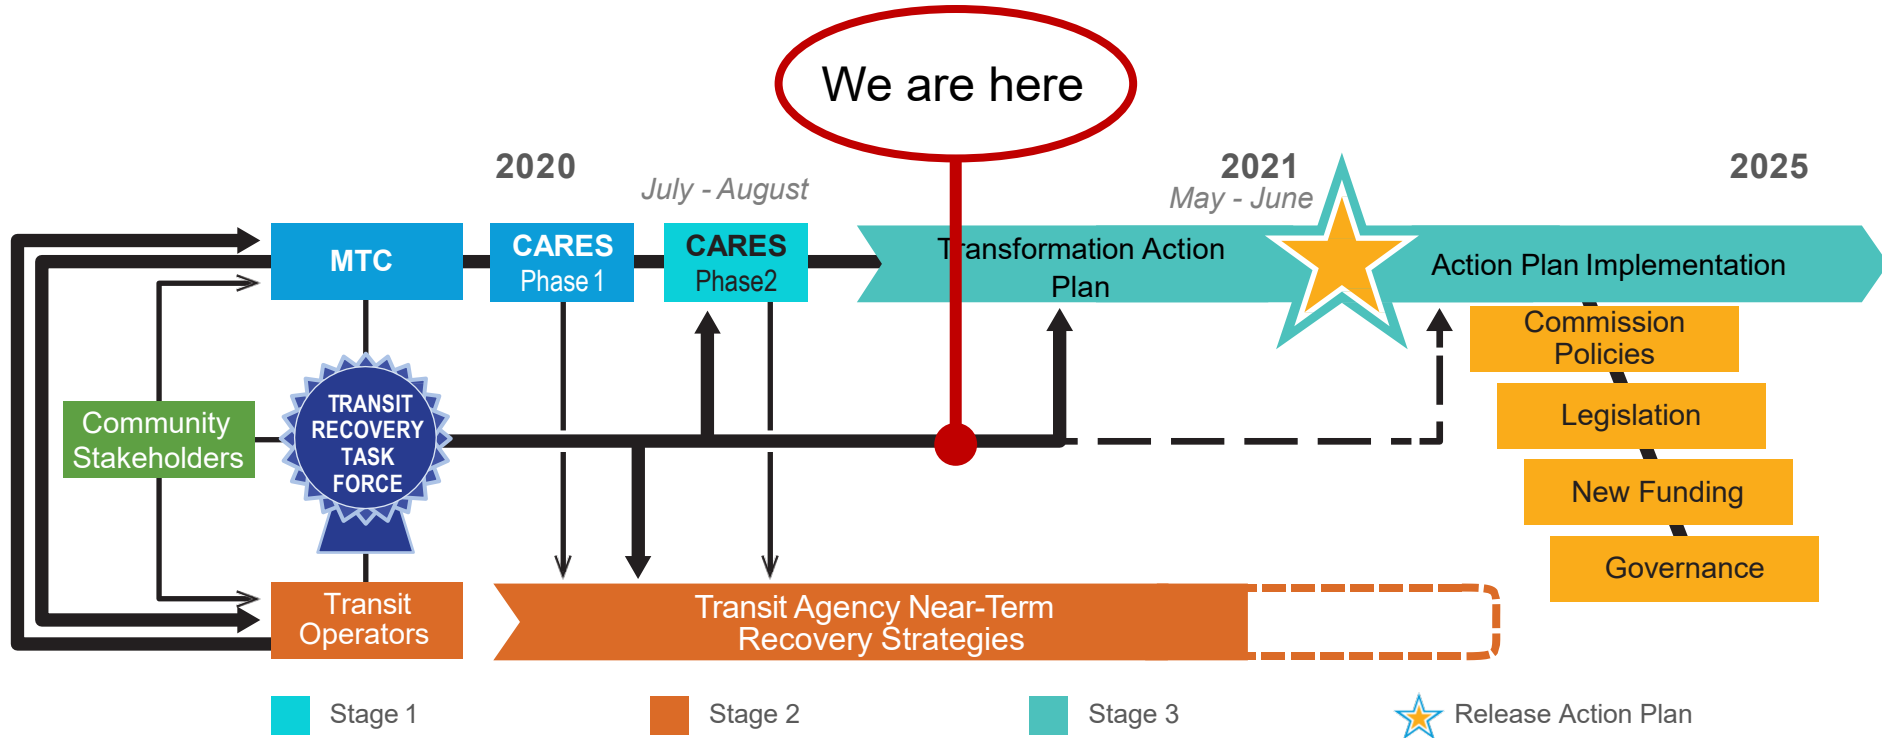 We are here
2020
July - August
2021
May - June
2025
MTC
CARES
Phase 1
CARES
Phase2
Transformation Action
Plan
Action Plan Implementation
Commission
Policies
Legislation
New Funding
Governance
Community
Stakeholders
TRANSIT
RECOVERY
TASK
FORCE
Transit
Operators
Transit Agency Near-Term
Recovery Strategies
Stage 1
Stage 2
Stage 3
Release Action Plan